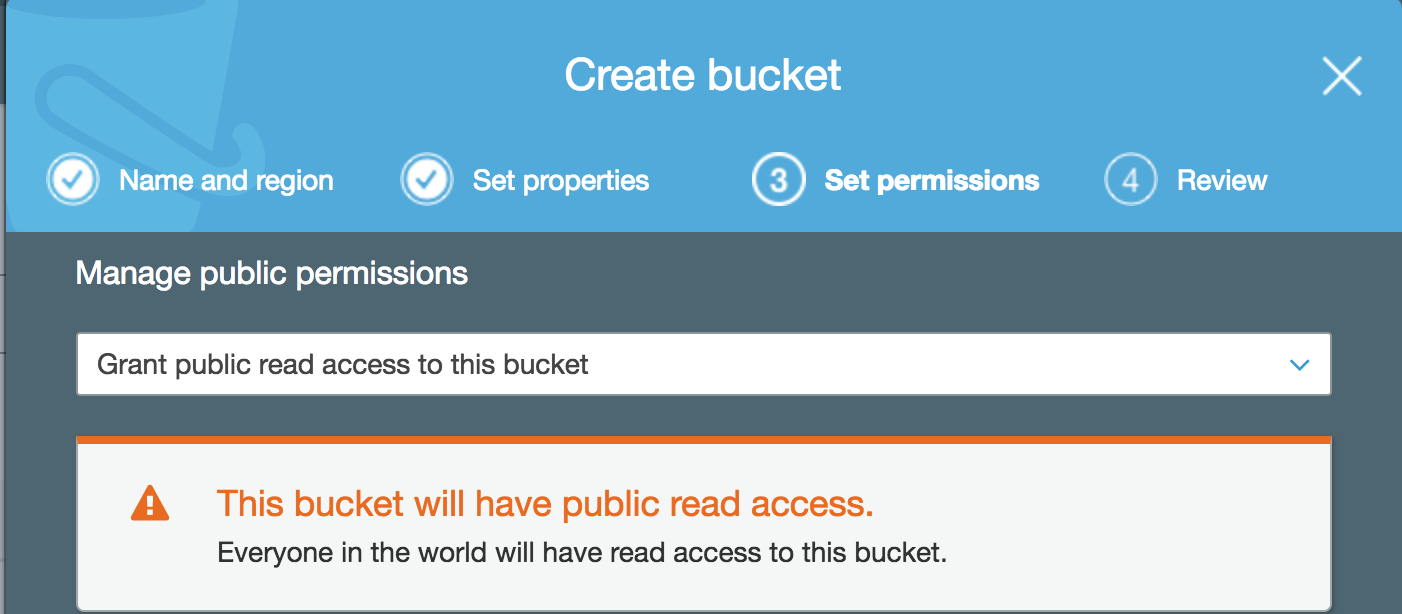 Create bucket
Name and region
Set properties
3 Set permissions
4 Review
Manage public permissions
Grant public read access to this bucket
This bucket will have public read access.
Everyone in the world will have read access to this bucket.